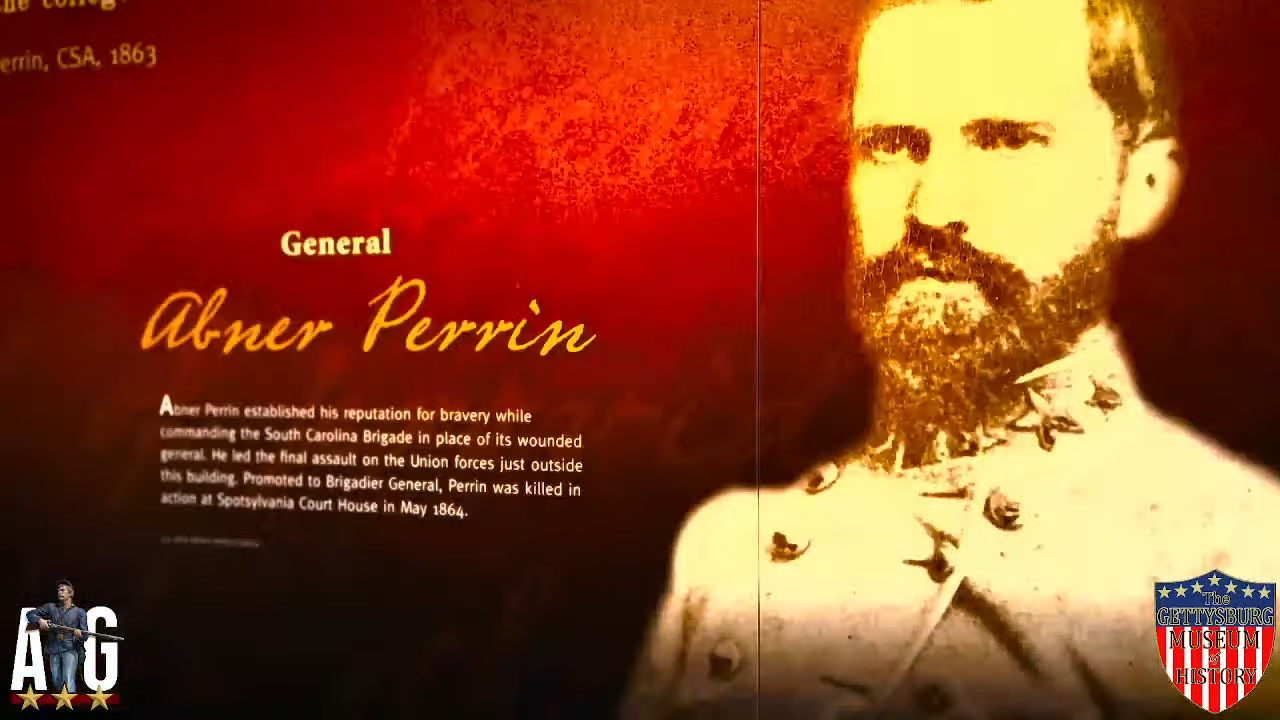 the college
errin, CSA, 1863
General
Abner Perrin
Abner Perrin established his reputation for bravery while
commanding the South Carolina Brigade in place of its wounded
general. He led the final assault on the Union forces just outside
this building. Promoted to Brigadier General, Perrin was killed in
action at Spotsylvania Court House in May 1864.
A G
The
GETTYSBURG
MUSEUM
of
HISTORY